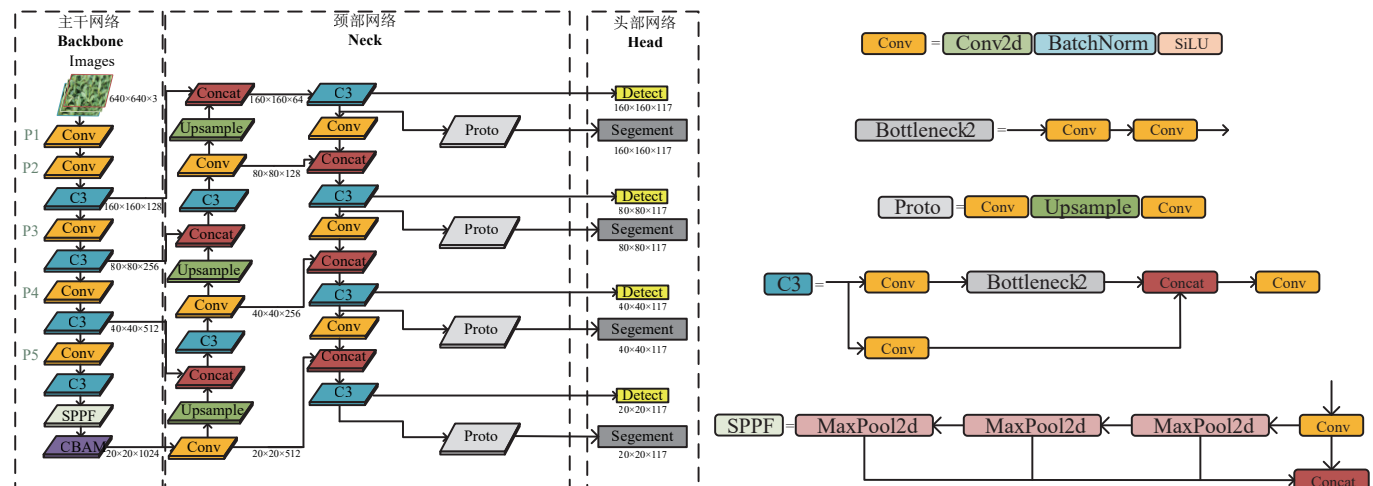 主干网络
Backbone
Images
640×640×3
P1
Conv
P2
Conv
C3
160×160×128
P3
Conv
C3
80×80×256
P4
Conv
C3
40×40×512
P5
Conv
C3
SPPF
CBAM
20×20×1024
颈部网络
Neck
Concat
160×160×64
Upsample
Conv
80×80×128
C3
Concat
Upsample
Conv
40×40×256
C3
Concat
Upsample
Conv
20×20×512
C3
Conv
Proto
Concat
C3
Conv
Proto
Concat
C3
Conv
Proto
Concat
C3
Proto
头部网络
Head
Detect
160×160×117
Segement
160×160×117
Detect
80×80×117
Segement
80×80×117
Detect
40×40×117
Segement
40×40×117
Detect
20×20×117
Segement
20×20×117
Conv = Conv2d BatchNorm SiLU
Bottleneck2 = Conv Conv
Proto = Conv Upsample Conv
C3 = Conv Bottleneck2 Concat Conv
Conv
SPPF = MaxPool2d MaxPool2d MaxPool2d Conv
Concat